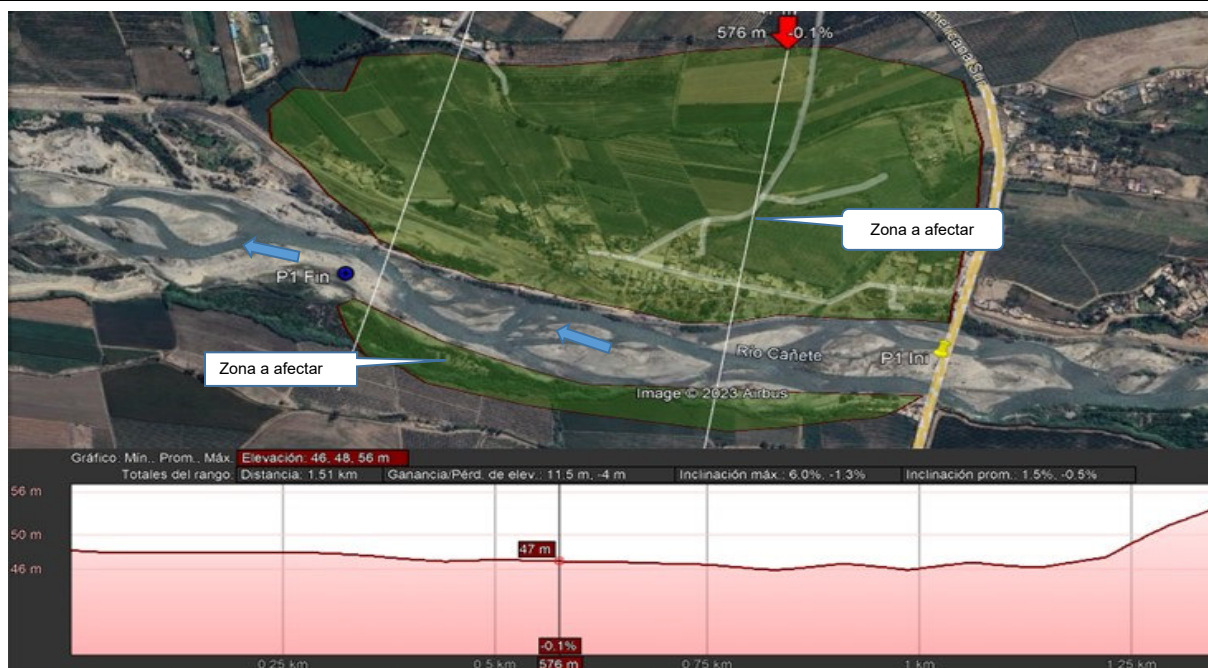 576 m -0.1%
mericana Sur
Zona a afectar
P1 Fin
Río Cañete
P1 Ini
Zona a afectar
Image © 2023 Airbus
Gráfico: Mín., Prom., Máx. Elevación: 46, 48, 56 m
Totales del rango: Distancia: 1.51 km Ganancia/Pérd. de elev.: 11.5 m, -4 m Inclinación máx.: 6.0%, -1.3% Inclinación prom.: 1.5%, -0.5%
56 m
50 m
47 m
46 m
-0.1%
0.25 km 0.5 km 576 m 0.75 km 1 km 1.25 km